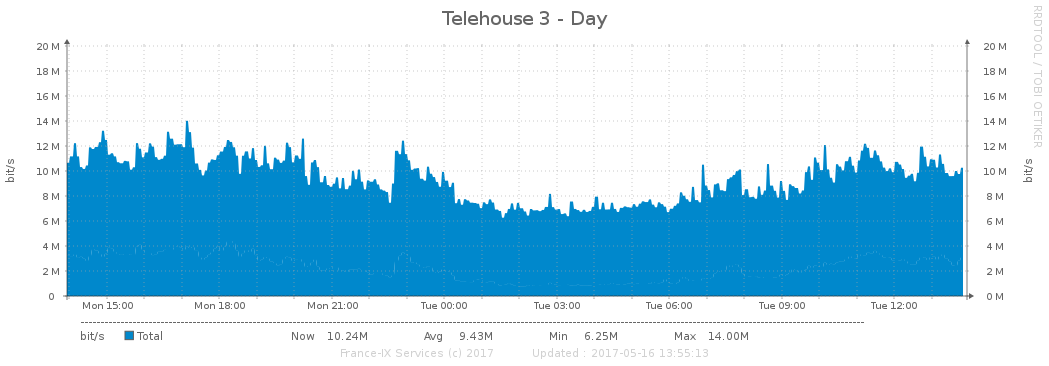 Telehouse 3 - Day
RRDTOOL / TOBI OETIKER
bit/s
bit/s
20 M 20 M
18 M 18 M
16 M 16 M
14 M 14 M
12 M 12 M
10 M 10 M
8 M 8 M
6 M 6 M
4 M 4 M
2 M 2 M
0 0 M
Mon 15:00 Mon 18:00 Mon 21:00 Tue 00:00 Tue 03:00 Tue 06:00 Tue 09:00 Tue 12:00
bit/s Total Now 10.24M Avg 9.43M Min 6.25M Max 14.00M
France-IX Services (c) 2017 Updated : 2017-05-16 13:55:13